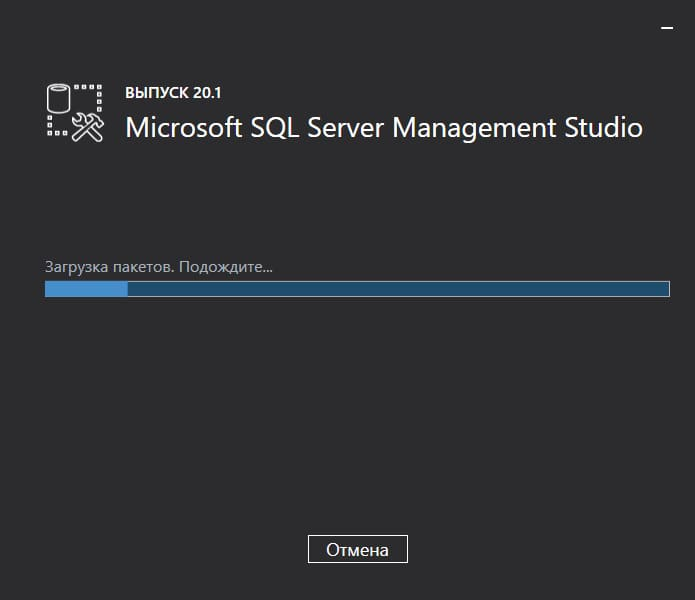 ВЫПУСК 20.1
Microsoft SQL Server Management Studio
Загрузка пакетов. Подождите...
Отмена